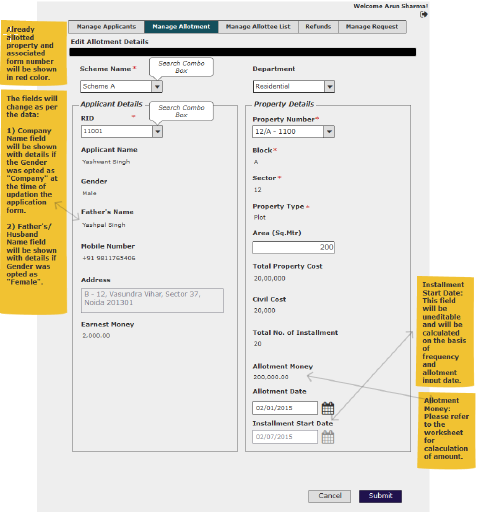 Welcome Arun Sharma!
Manage Applicants
Manage Allotment
Manage Allottee List
Refunds
Manage Request
Edit Allotment Details
Already
allotted
property and
associated
form number
will be shown
in red color.
Scheme Name *
Search Combo
Box
Scheme A
Department
Residential
The fields will
change as per
the data:
1) Company
Name field
will be shown
with details if
the Gender
was opted as
"Company" at
the time of
updation the
application
form.
2) Father's/
Husband
Name field
will be shown
with details if
Gender was
opted as
"Female".
Applicant Details
RID *
Search Combo
Box
11001
Applicant Name
Yashwant Singh
Gender
Male
Father's Name
Yashpal Singh
Mobile Number
+91 9811765406
Address
B - 12, Vasundra Vihar, Sector 37,
Noida 201301
Earnest Money
2,000.00
Property Details
Property Number*
12/A - 1100
Block*
A
Sector *
12
Property Type *
Plot
Area (Sq.Mtr)
200
Total Property Cost
20,00,000
Civil Cost
20,000
Total No. of Installment
20
Allotment Money
200,000.00
Allotment Date
02/01/2015
Installment Start Date
02/07/2015
Installment
Start Date:
This field
will be
uneditable
and will be
calculated
on the basis
of
frequency
and
allotment
inout date.
Allotment
Money:
Please refer
to the
worksheet
for
calaculation
of amount.
Cancel
Submit